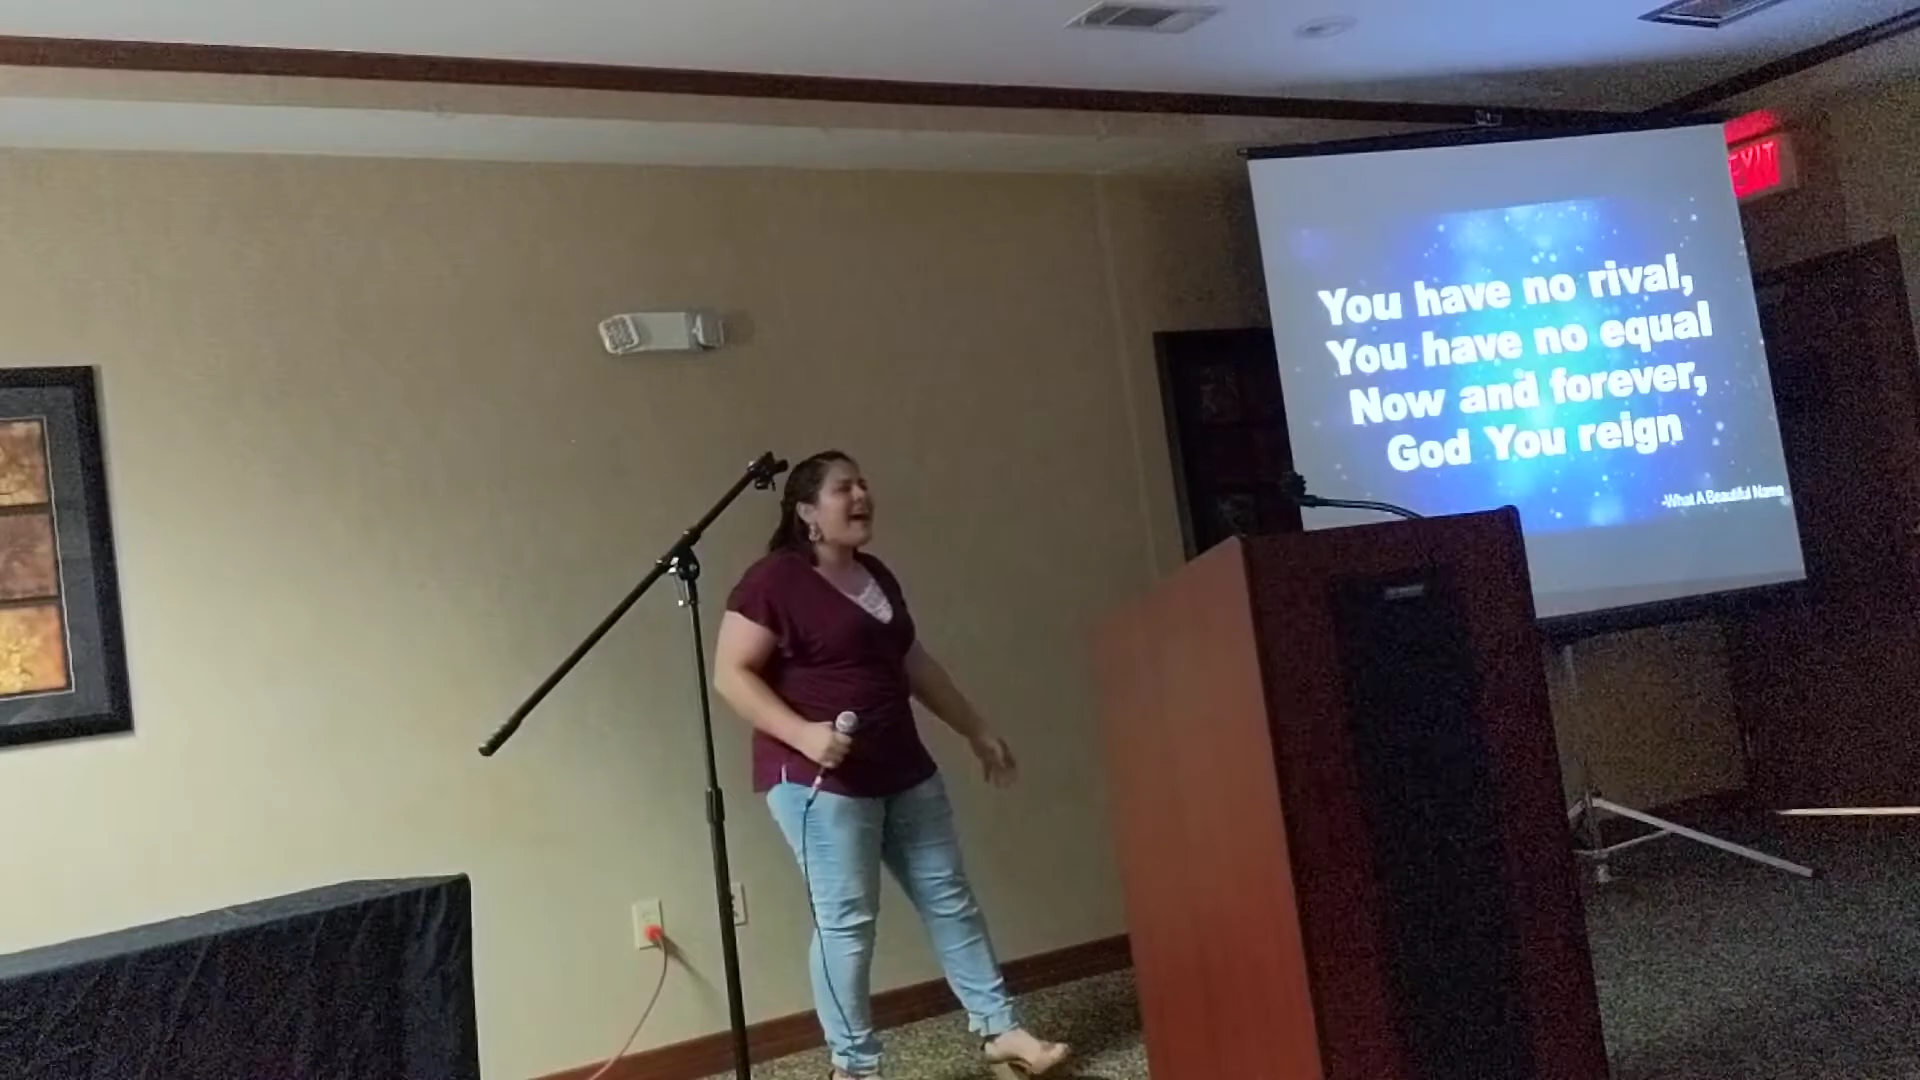 EXIT
You have no rival,
You have no equal
Now and forever,
God You reign
-What A Beautiful Name